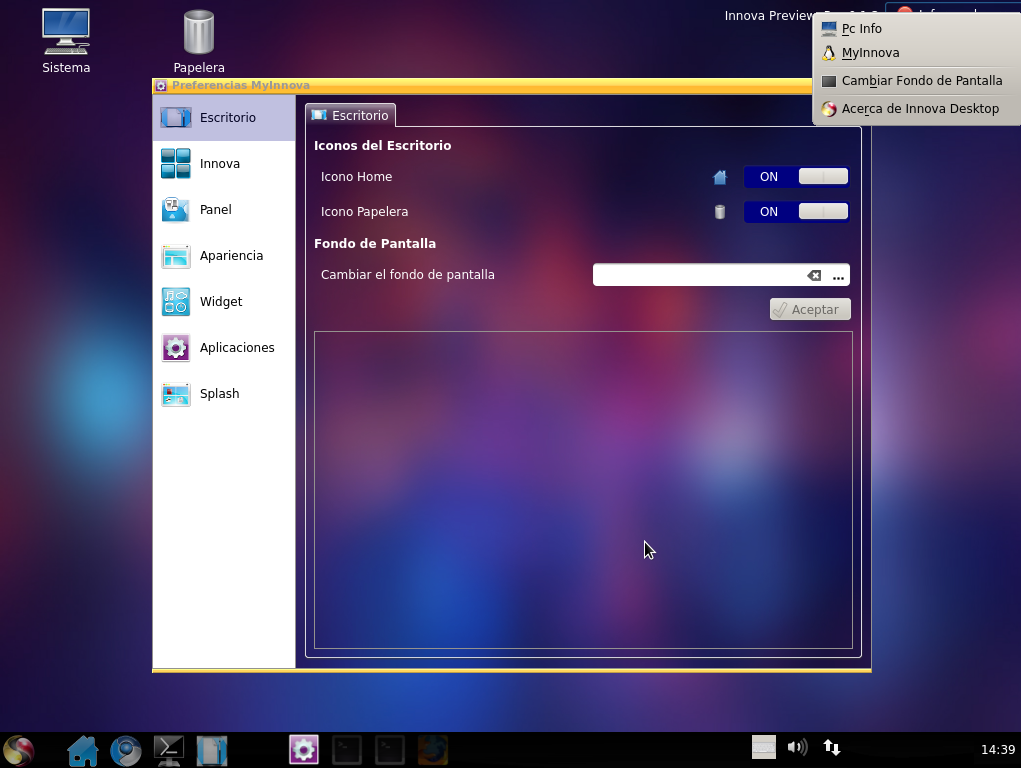 Innova Preview
Pc Info
MyInnova
Cambiar Fondo de Pantalla
Acerca de Innova Desktop
Sistema
Papelera
Preferencias MyInnova
Escritorio
Innova
Panel
Apariencia
Widget
Aplicaciones
Splash
Escritorio
Iconos del Escritorio
Icono Home
ON
Icono Papelera
ON
Fondo de Pantalla
Cambiar el fondo de pantalla
...
Aceptar
14:39